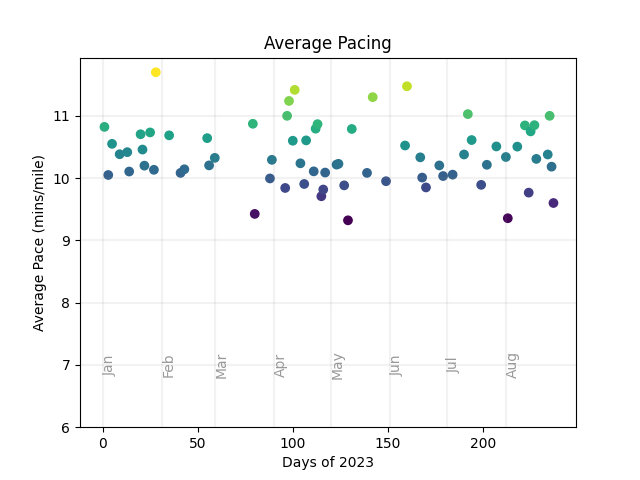 Average Pacing
11
10
9
8
7
6
Average Pace (mins/mile)
Jan
Feb
Mar
Apr
May
Jun
Jul
Aug
0 50 100 150 200
Days of 2023